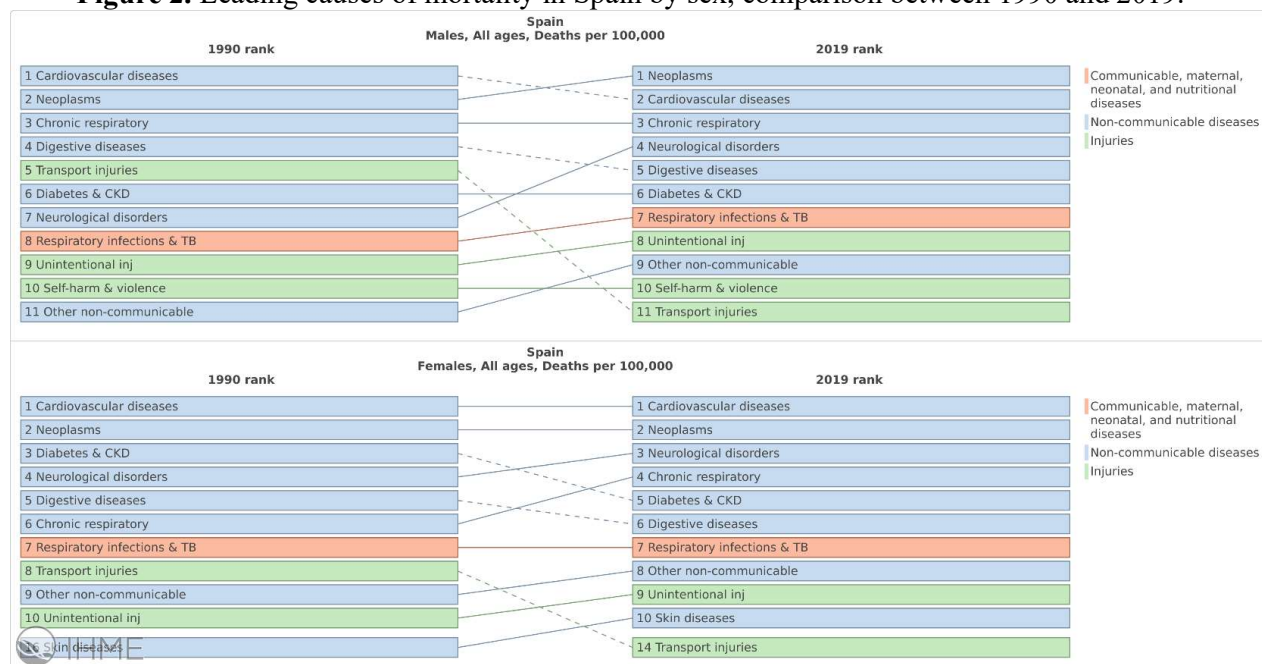 Figure 2. Leading causes of mortality in Spain by sex, comparison between 1990 and 2019.
Spain
Males, All ages, Deaths per 100,000
1990 rank
2019 rank
1 Cardiovascular diseases
2 Neoplasms
3 Chronic respiratory
4 Digestive diseases
5 Transport injuries
6 Diabetes & CKD
7 Neurological disorders
8 Respiratory infections & TB
9 Unintentional inj
10 Self-harm & violence
11 Other non-communicable
1 Neoplasms
2 Cardiovascular diseases
3 Chronic respiratory
4 Neurological disorders
5 Digestive diseases
6 Diabetes & CKD
7 Respiratory infections & TB
8 Unintentional inj
9 Other non-communicable
10 Self-harm & violence
11 Transport injuries
Communicable, maternal,
neonatal, and nutritional
diseases
Non-communicable diseases
Injuries
Spain
Females, All ages, Deaths per 100,000
1990 rank
2019 rank
1 Cardiovascular diseases
2 Neoplasms
3 Diabetes & CKD
4 Neurological disorders
5 Digestive diseases
6 Chronic respiratory
7 Respiratory infections & TB
8 Transport injuries
9 Other non-communicable
10 Unintentional inj
16 Skin diseases
IHME
1 Cardiovascular diseases
2 Neoplasms
3 Neurological disorders
4 Chronic respiratory
5 Diabetes & CKD
6 Digestive diseases
7 Respiratory infections & TB
8 Other non-communicable
9 Unintentional inj
10 Skin diseases
14 Transport injuries
Communicable, maternal,
neonatal, and nutritional
diseases
Non-communicable diseases
Injuries